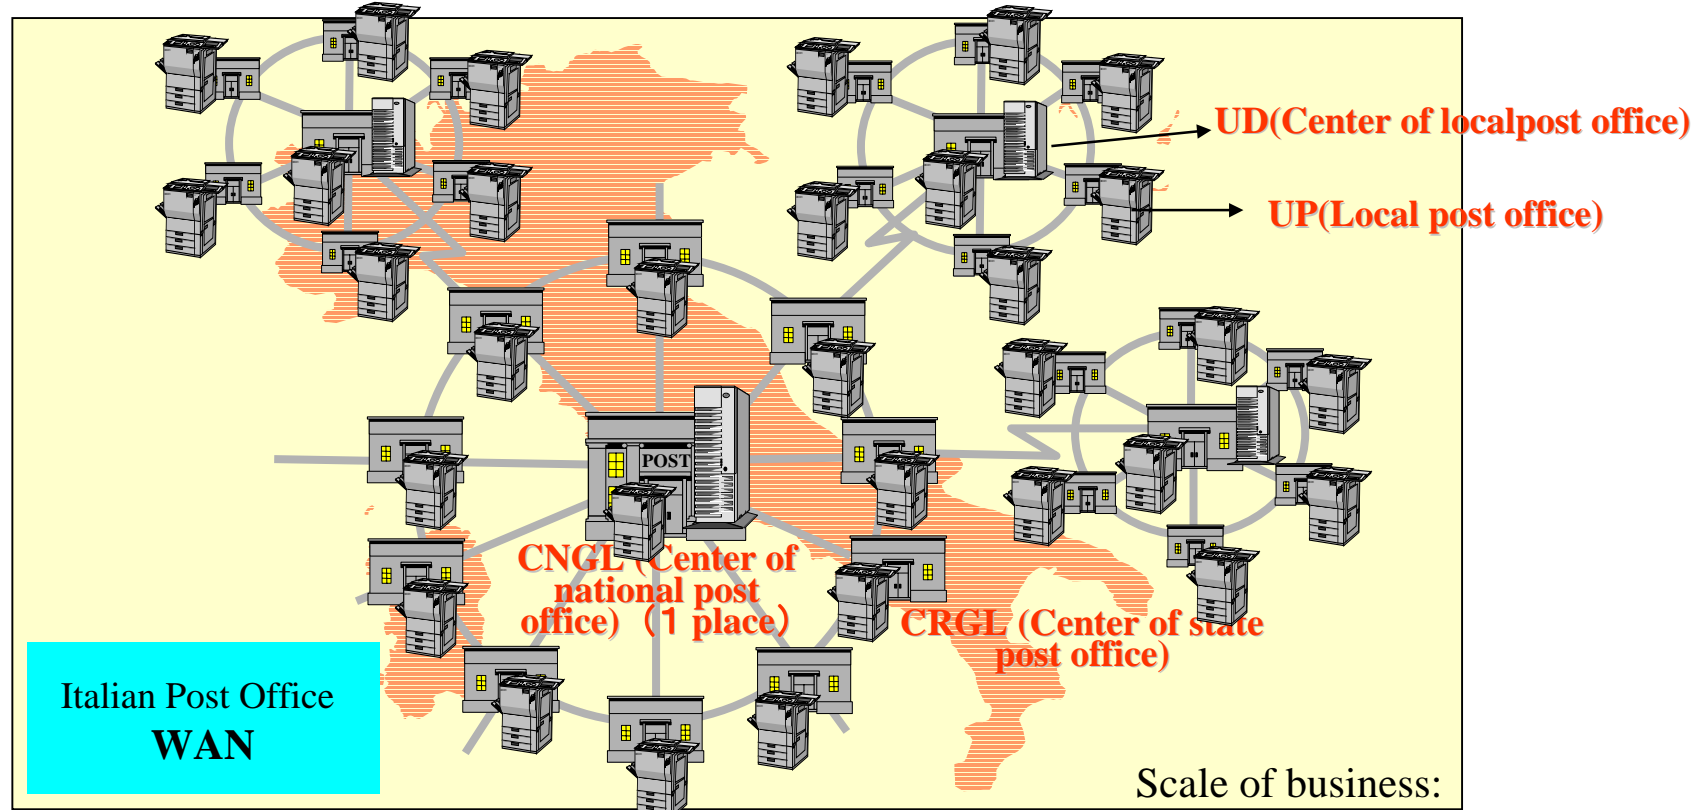 UD(Center of localpost office)
UP(Local post office)
POST
CNGL (Center of
national post
office)（1 place）
CRGL (Center of state
post office)
Italian Post Office
WAN
Scale of business: